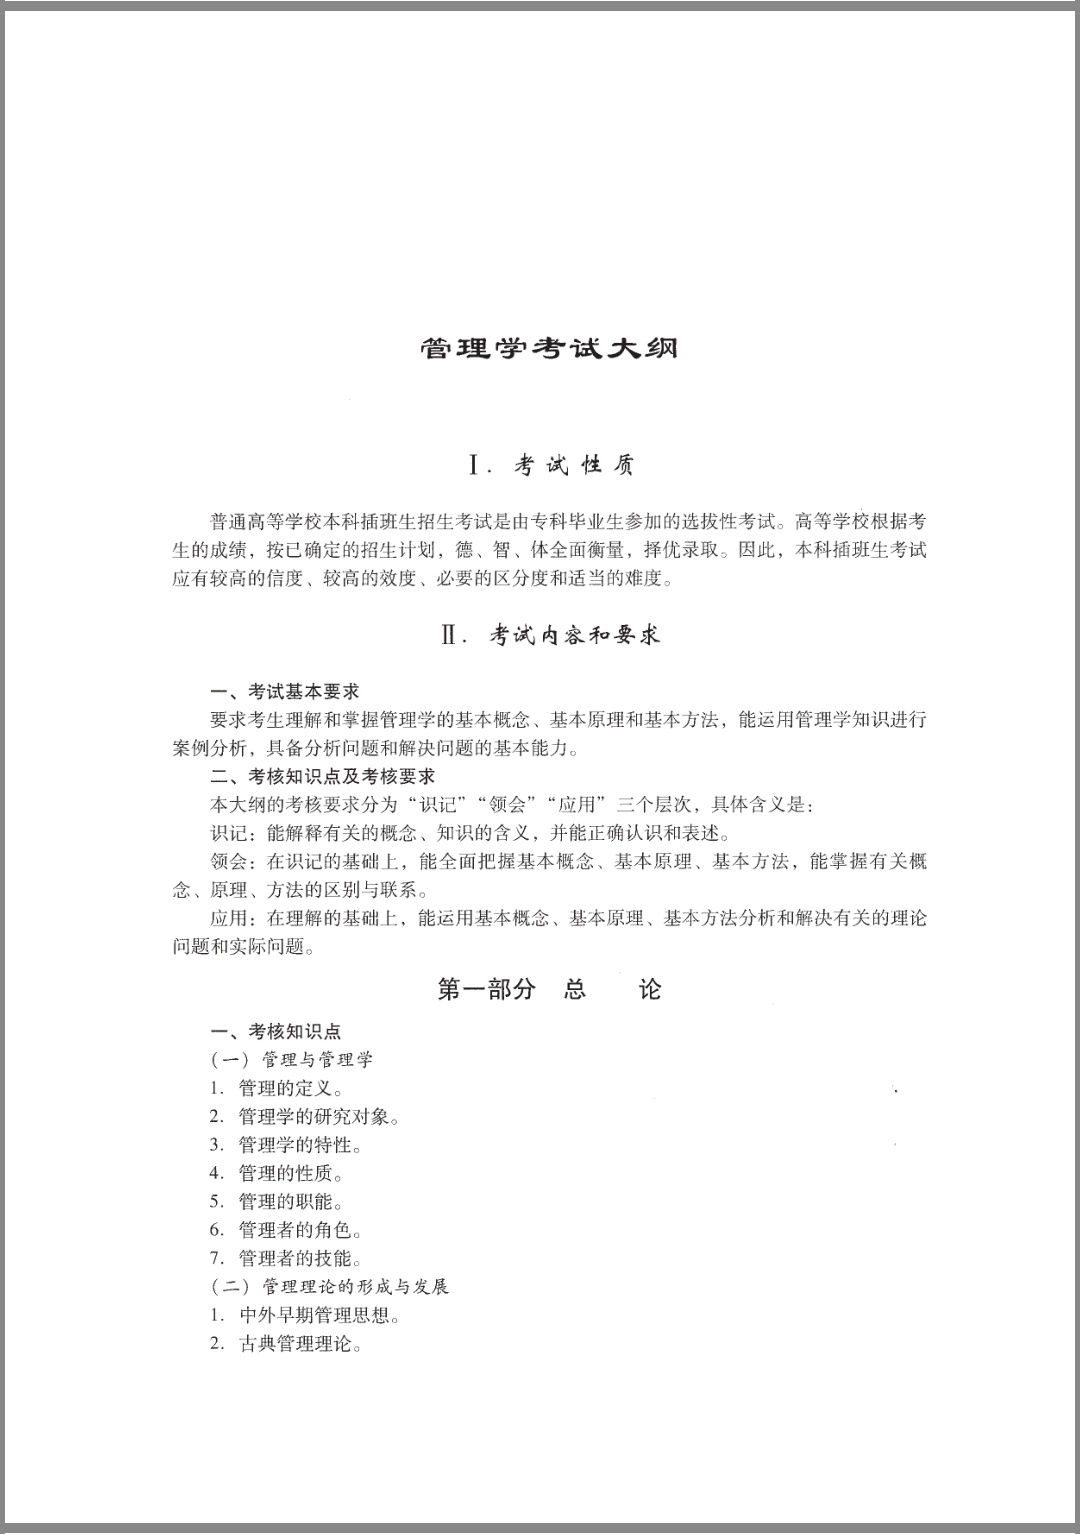 管理学考试大纲
Ⅰ. 考试性质
普通高等学校本科插班生招生考试是由专科毕业生参加的选拔性考试。高等学校根据考
生的成绩，按已确定的招生计划，德、智、体全面衡量，择优录取。因此，本科插班生考试
应有较高的信度、较高的效度、必要的区分度和适当的难度。
Ⅱ. 考试内容和要求
一、考试基本要求
要求考生理解和掌握管理学的基本概念、基本原理和基本方法，能运用管理学知识进行
案例分析，具备分析问题和解决问题的基本能力。
二、考核知识点及考核要求
本大纲的考核要求分为“识记”“领会”“应用”三个层次，具体含义是：
识记：能解释有关的概念、知识的含义，并能正确认识和表述。
领会：在识记的基础上，能全面把握基本概念、基本原理、基本方法，能掌握有关概
念、原理、方法的区别与联系。
应用：在理解的基础上，能运用基本概念、基本原理、基本方法分析和解决有关的理论
问题和实际问题。
第一部分 总 论
一、考核知识点
（一）管理与管理学
1. 管理的定义。
2. 管理学的研究对象。
3. 管理学的特性。
4. 管理的性质。
5. 管理的职能。
6. 管理者的角色。
7. 管理者的技能。
（二）管理理论的形成与发展
1. 中外早期管理思想。
2. 古典管理理论。